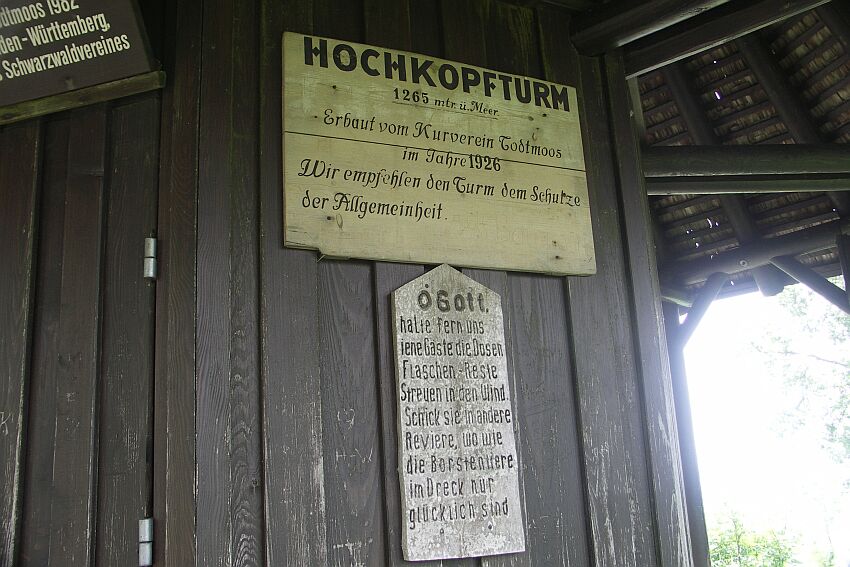 dtmoos 1982
den-Württemberg,
s Schwarzwaldvereines
HOCHKOPFTURM
1265 mtr. ü. Meer.
Erbaut vom Kurverein Todtmoos
im Jahre 1926
Wir empfehlen den Turm dem Schutze
der Allgemeinheit.
O Gott,
halte fern uns
iene Gäste die Dosen
Flaschen-Reste
Streuen in den Wind.
Schick sie in andere
Reviere, wo wie
die Borstentiere
im Dreck nur
glücklich sind